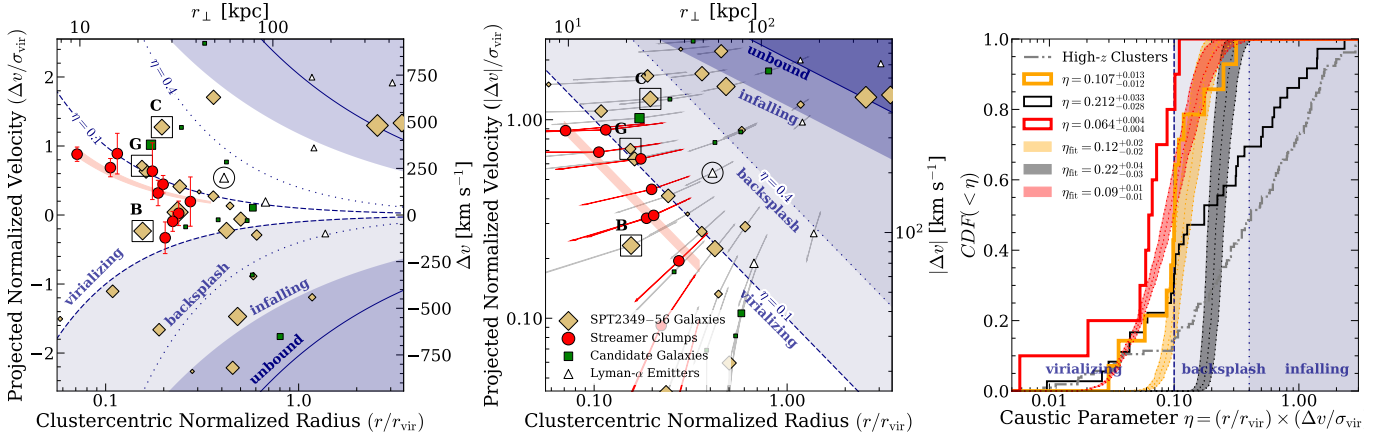 r⊥ [kpc]
10
100
Projected Normalized Velocity (Δv/σvir)
2
1
0
−1
−2
750
500
250
0
−250
−500
−750
Δv [km s−1]
η = 0.4
η = 0.1
C
G
B
virializing
backsplash
infalling
unbound
0.1
1.0
Clustercentric Normalized Radius (r/rvir)
r⊥ [kpc]
10^1
10^2
Projected Normalized Velocity (|Δv|/σvir)
1.00
0.10
10^2
|Δv| [km s−1]
C
G
B
unbound
infalling
backsplash
η = 0.4
η = 0.1
virializing
SPT2349−56 Galaxies
Streamer Clumps
Candidate Galaxies
Lyman-α Emitters
0.1
1.0
Clustercentric Normalized Radius (r/rvir)
CDF(< η)
1.0
0.8
0.6
0.4
0.2
0.0
High-z Clusters
η = 0.107 +0.013 −0.012
η = 0.212 +0.033 −0.028
η = 0.064 +0.004 −0.004
ηfit = 0.12 +0.02 −0.02
ηfit = 0.22 +0.04 −0.03
ηfit = 0.09 +0.01 −0.01
virializing
backsplash
infalling
0.01
0.10
1.00
Caustic Parameter η = (r/rvir) × (Δv/σvir